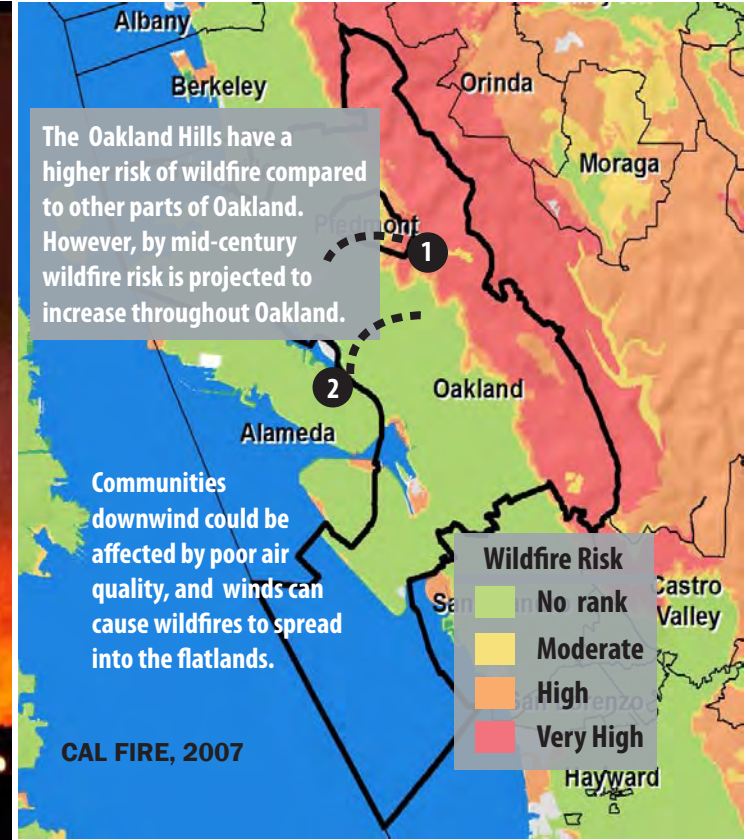 Albany
Berkeley
Orinda
Moraga
The Oakland Hills have a
higher risk of wildfire compared
to other parts of Oakland.
However, by mid-century
wildfire risk is projected to
increase throughout Oakland.
Piedmont
1
2
Oakland
Alameda
Communities
downwind could be
affected by poor air
quality, and winds can
cause wildfires to spread
into the flatlands.
CAL FIRE, 2007
Wildfire Risk
No rank
Moderate
High
Very High
Castro
Valley
San Lorenzo
Hayward